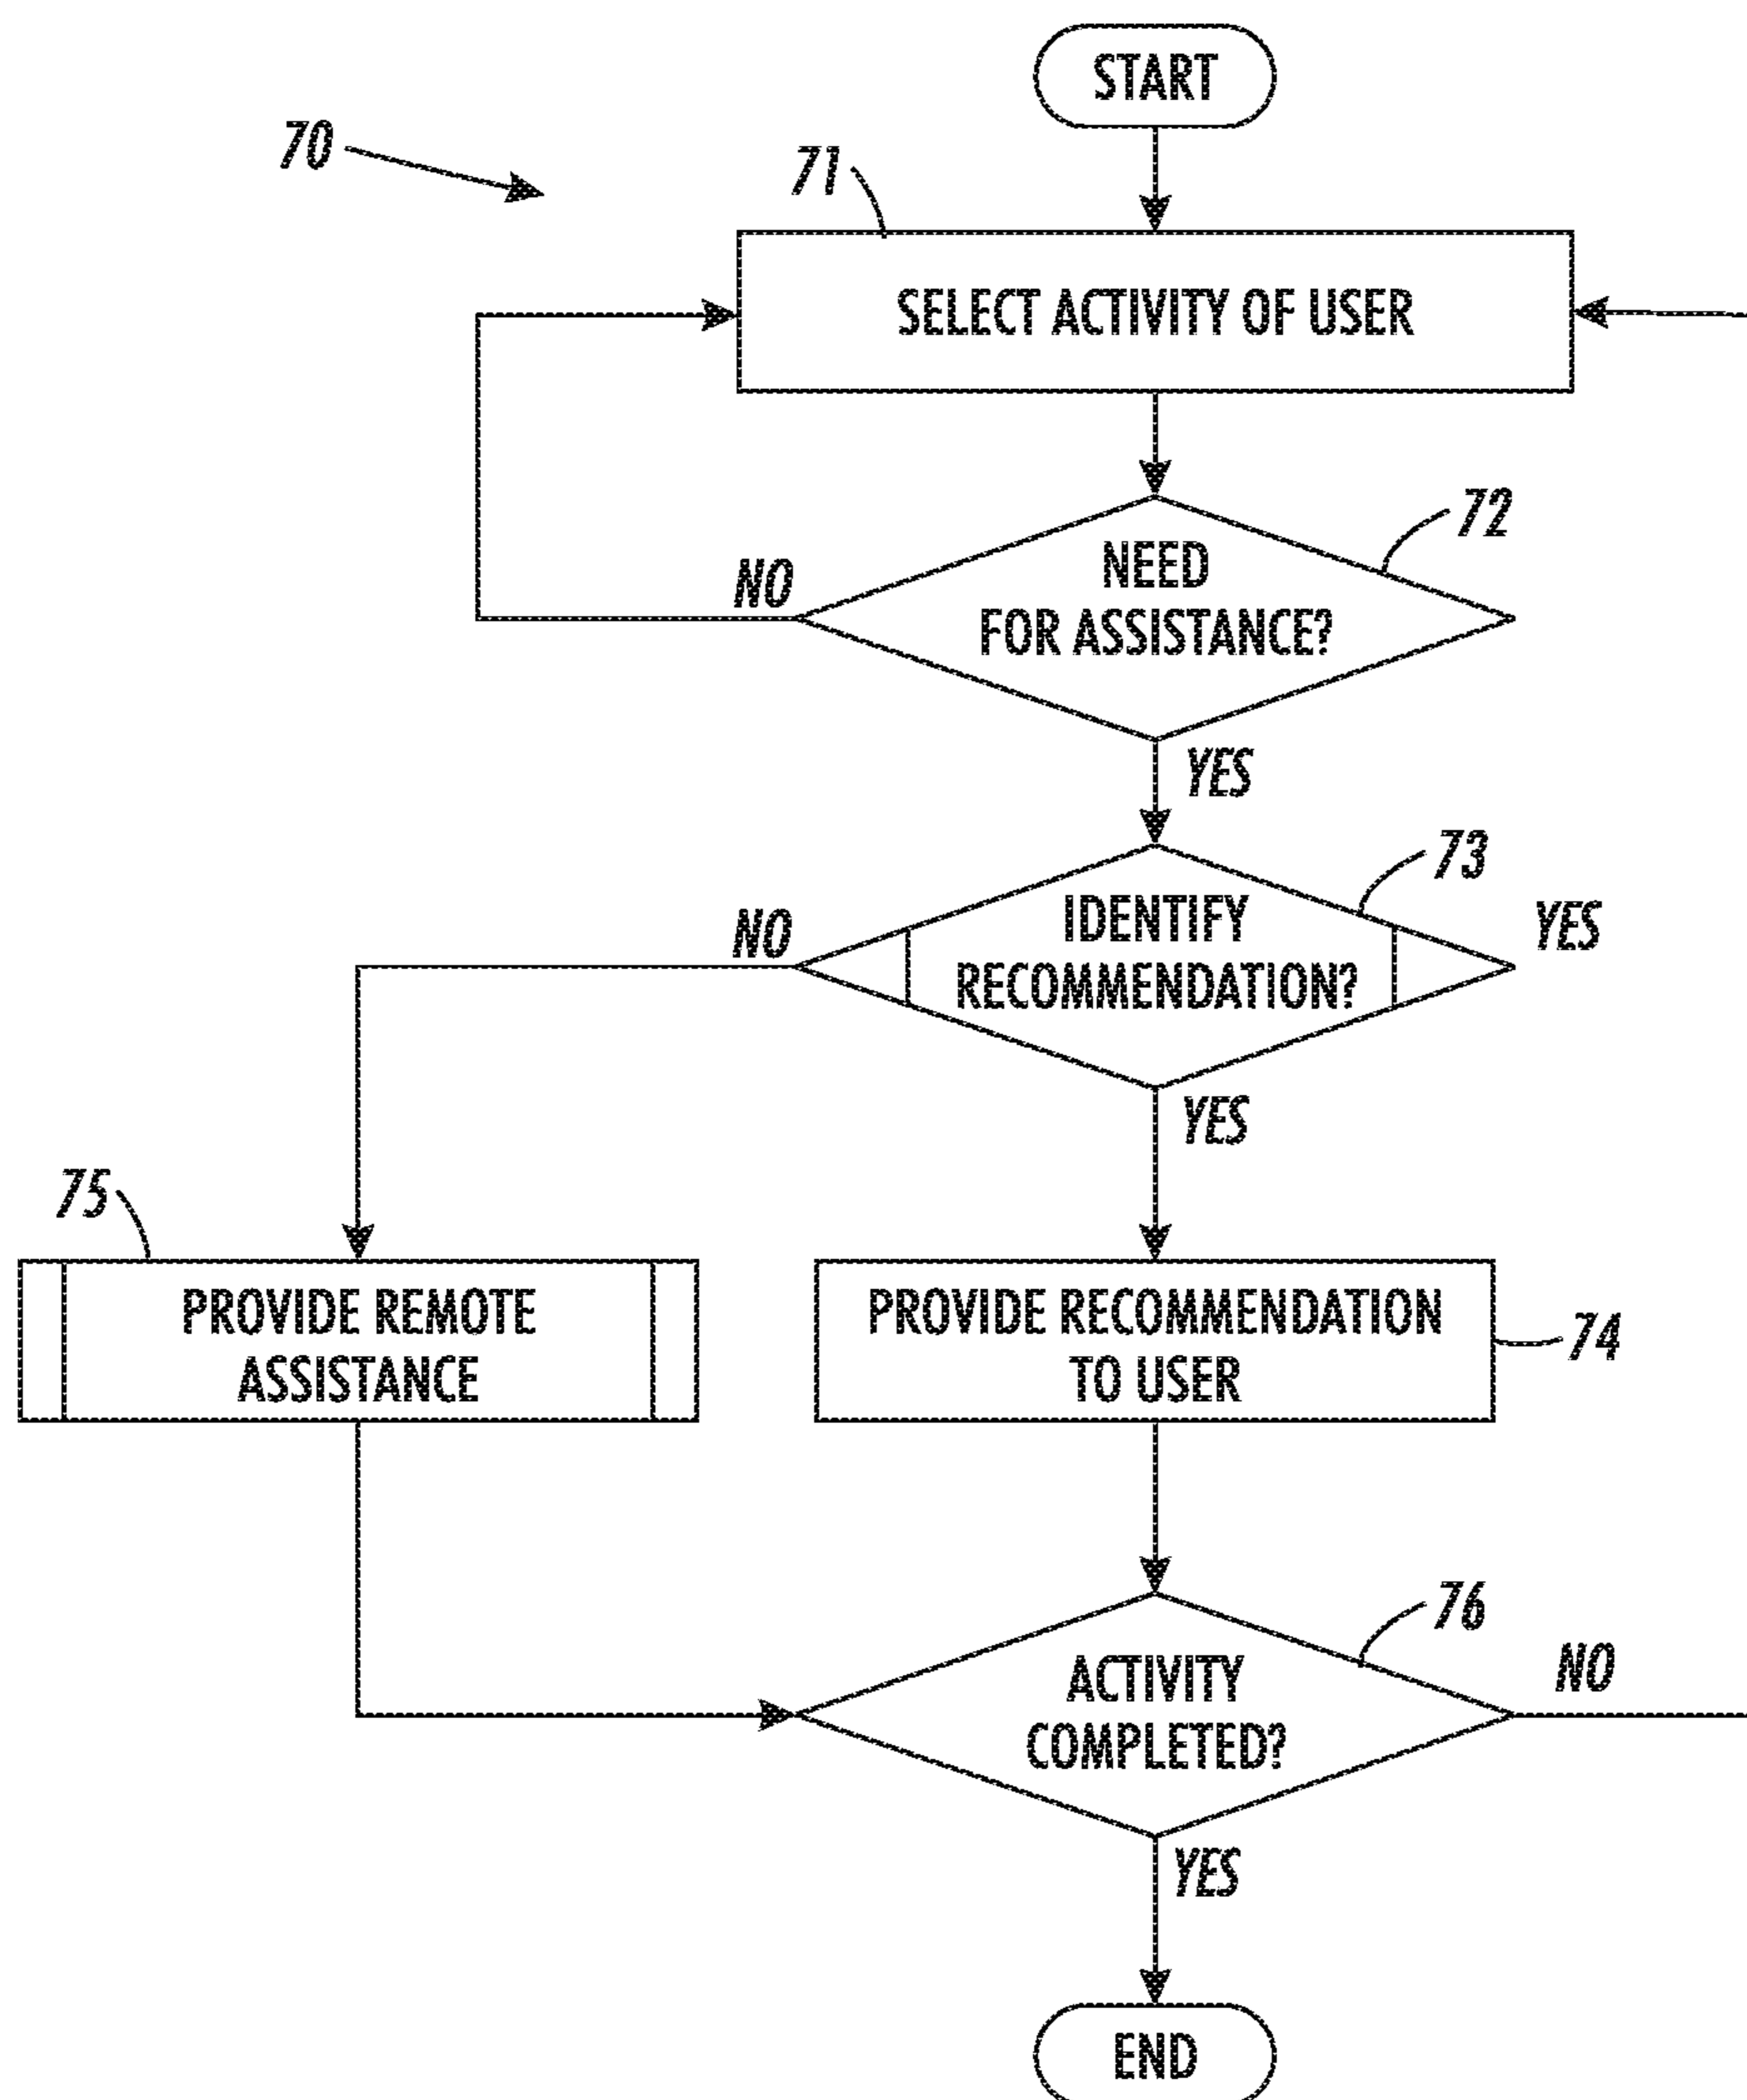 START
70
71
SELECT ACTIVITY OF USER
72
NEED
NO
FOR ASSISTANCE?
YES
73
IDENTIFY
YES
NO
RECOMMENDATION?
YES
75
PROVIDE REMOTE
ASSISTANCE
PROVIDE RECOMMENDATION
TO USER
74
76
ACTIVITY
NO
COMPLETED?
YES
END